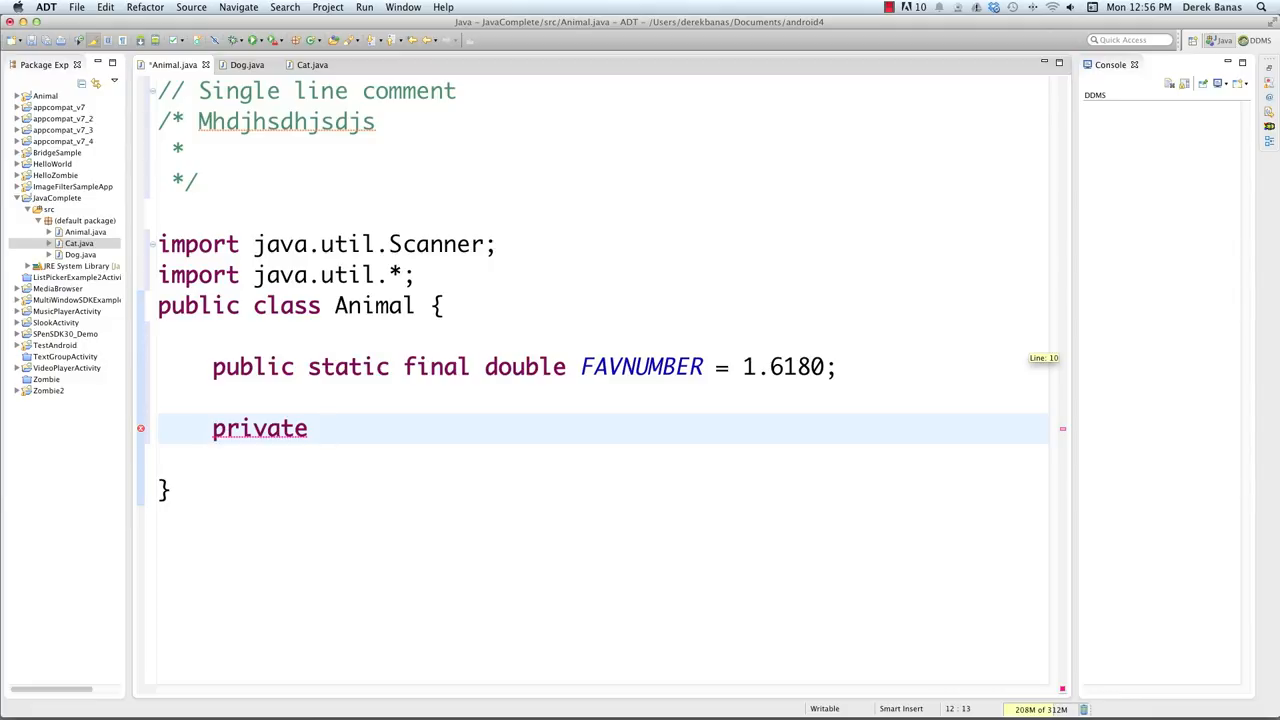 ADT File Edit Refactor Source Navigate Search Project Run Window Help 10 Mon 12:56 PM Derek Banas
Java - JavaComplete/src/Animal.java - ADT - /Users/derekbanas/Documents/android4
Quick Access Java DDMS
Package Exp
Animal
appcompat_v7
appcompat_v7_2
appcompat_v7_3
appcompat_v7_4
BridgeSample
HelloWorld
HelloZombie
ImageFilterSampleApp
JavaComplete
src
(default package)
Animal.java
Cat.java
Dog.java
JRE System Library [Ja
ListPickerExample2Activi
MediaBrowser
MultiWindowSDKExample
MusicPlayerActivity
SlookActivity
SPenSDK30_Demo
TestAndroid
TextGroupActivity
VideoPlayerActivity
Zombie
Zombie2
*Animal.java Dog.java Cat.java
// Single line comment
/* Mhdjhsdhjsdjs
*
*/
import java.util.Scanner;
import java.util.*;
public class Animal {
public static final double FAVNUMBER = 1.6180;
private
}
Line: 10
Console
DDMS
Writable Smart Insert 12 : 13 208M of 312M